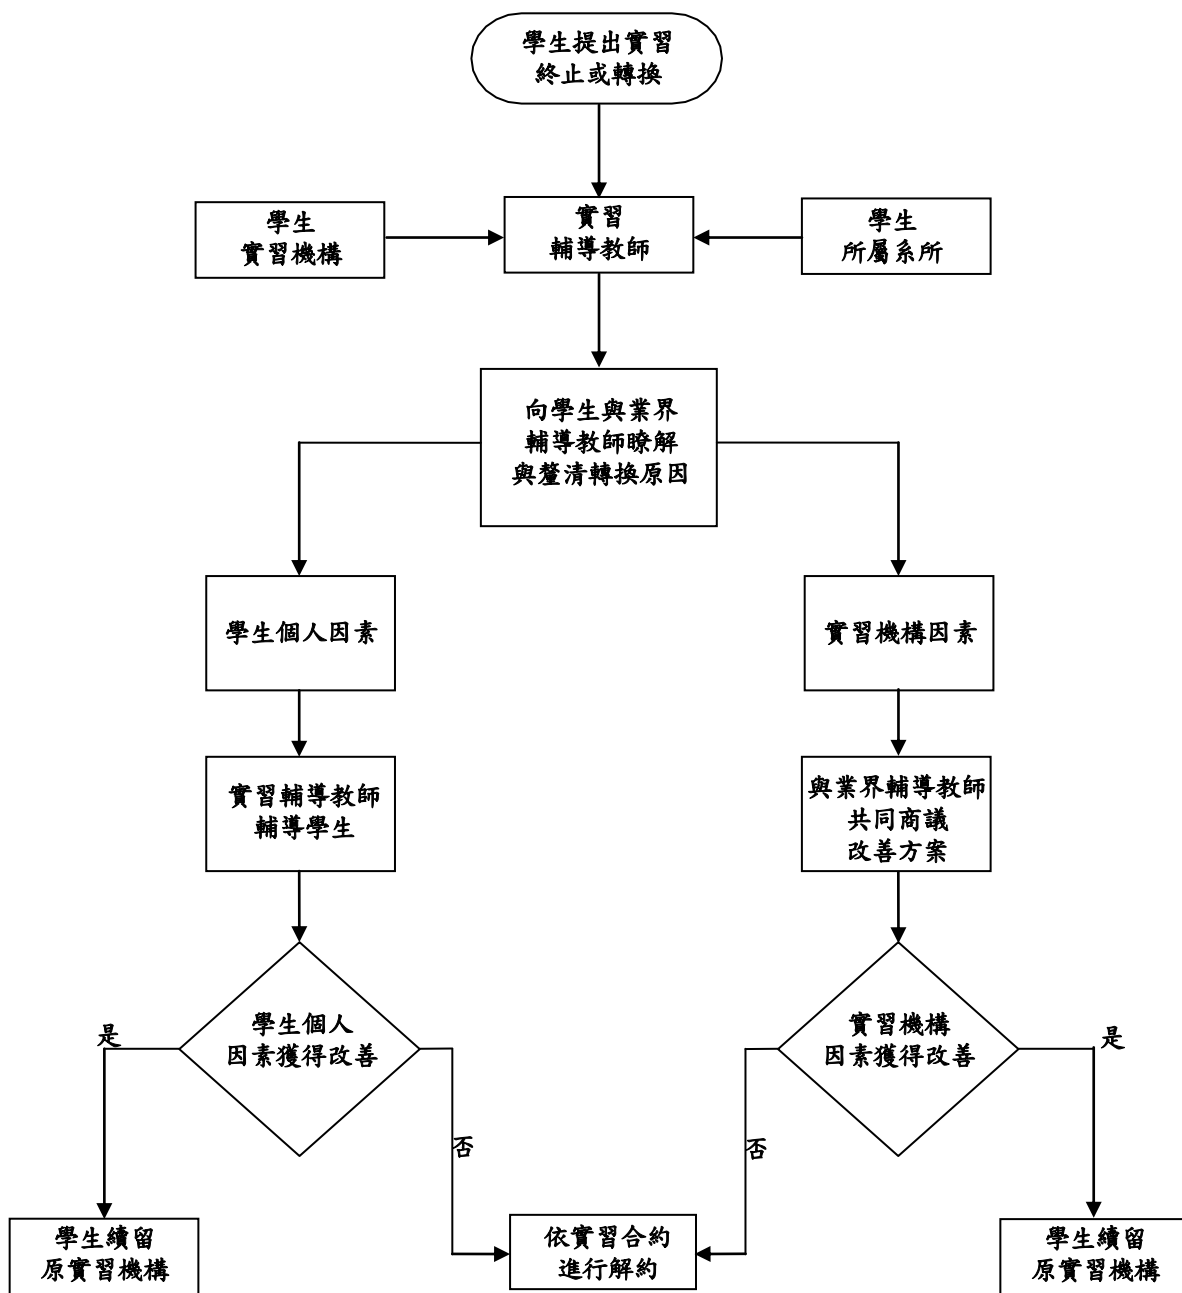 學生提出實習
終止或轉換
學生
實習機構
實習
輔導教師
學生
所屬系所
向學生與業界
輔導教師瞭解
與釐清轉換原因
學生個人因素
實習機構因素
實習輔導教師
輔導學生
與業界輔導教師
共同商議
改善方案
學生個人
因素獲得改善
實習機構
因素獲得改善
是
是
否
否
學生續留
原實習機構
依實習合約
進行解約
學生續留
原實習機構